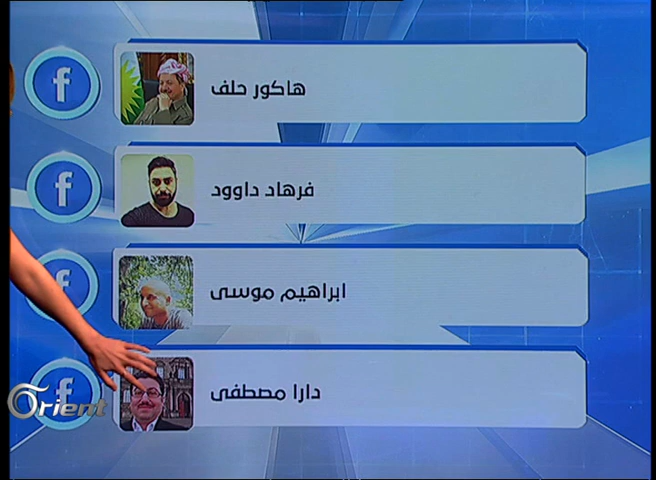 هاكور حلف
فرهاد داوود
ابراهيم موسى
دارا مصطفى
Orient